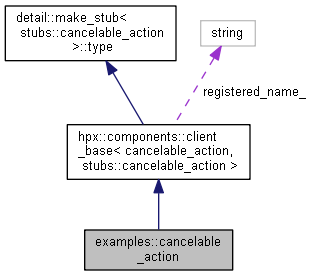 detail::make_stub<
stubs::cancelable_action
>::type
string
registered_name_
hpx::components::client
_base< cancelable_action,
stubs::cancelable_action >
examples::cancelable
_action